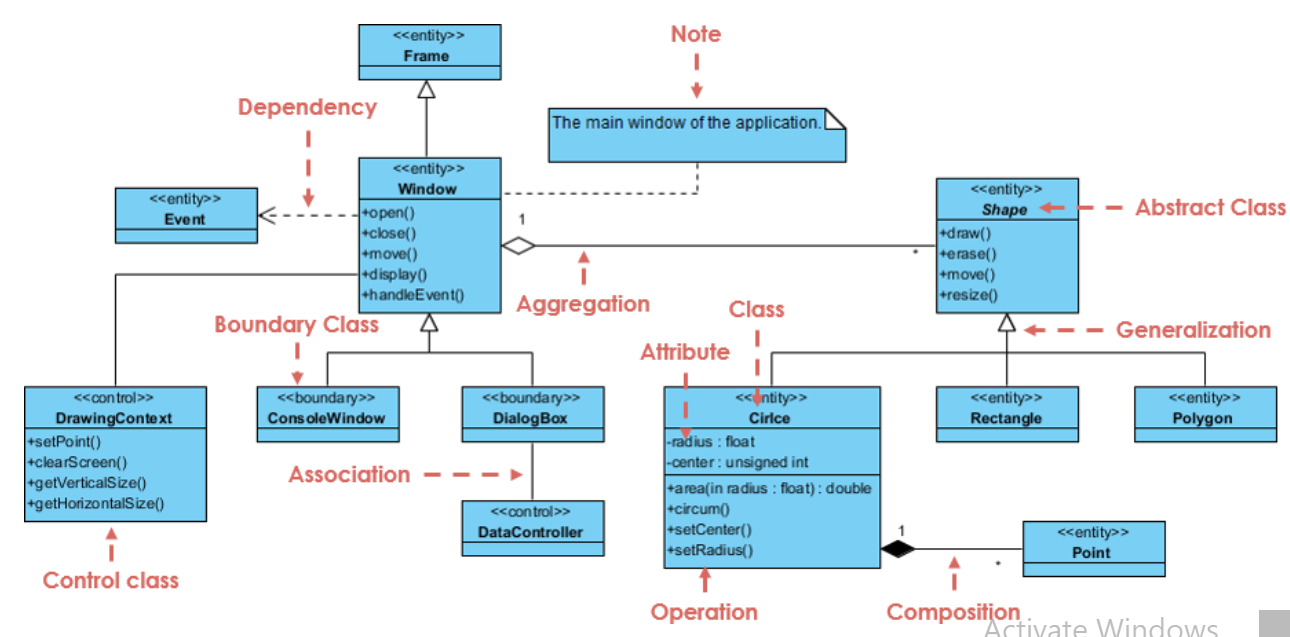 <<entity>>
Frame
Note
Dependency
The main window of the application.
<<entity>>
Window
+open()
+close()
+move()
+display()
+handleEvent()
<<entity>>
Event
1
*
Aggregation
<<entity>>
Shape
+draw()
+erase()
+move()
+resize()
Abstract Class
Generalization
Boundary Class
Class
Attribute
<<control>>
DrawingContext
+setPoint()
+clearScreen()
+getVerticalSize()
+getHorizontalSize()
Control class
<<boundary>>
ConsoleWindow
<<boundary>>
DialogBox
Association
<<control>>
DataController
<<entity>>
Cirlce
-radius : float
-center : unsigned int
+area(in radius : float) : double
+circum()
+setCenter()
+setRadius()
Operation
<<entity>>
Rectangle
<<entity>>
Polygon
1
*
Composition
<<entity>>
Point
Activate Windows